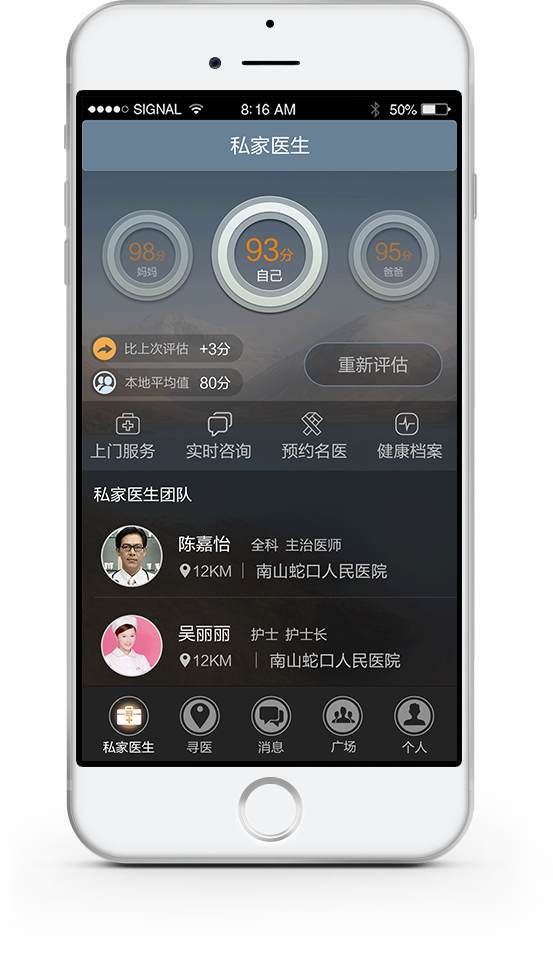 SIGNAL 8:16 AM 50%
私家医生
98分 93分 95分
妈妈 自己 爸爸
比上次评估 +3分
重新评估
本地平均值 80分
上门服务 实时咨询 预约名医 健康档案
私家医生团队
陈嘉怡 全科 主治医师
12KM | 南山蛇口人民医院
吴丽丽 护士 护士长
12KM | 南山蛇口人民医院
私家医生 寻医 消息 广场 个人